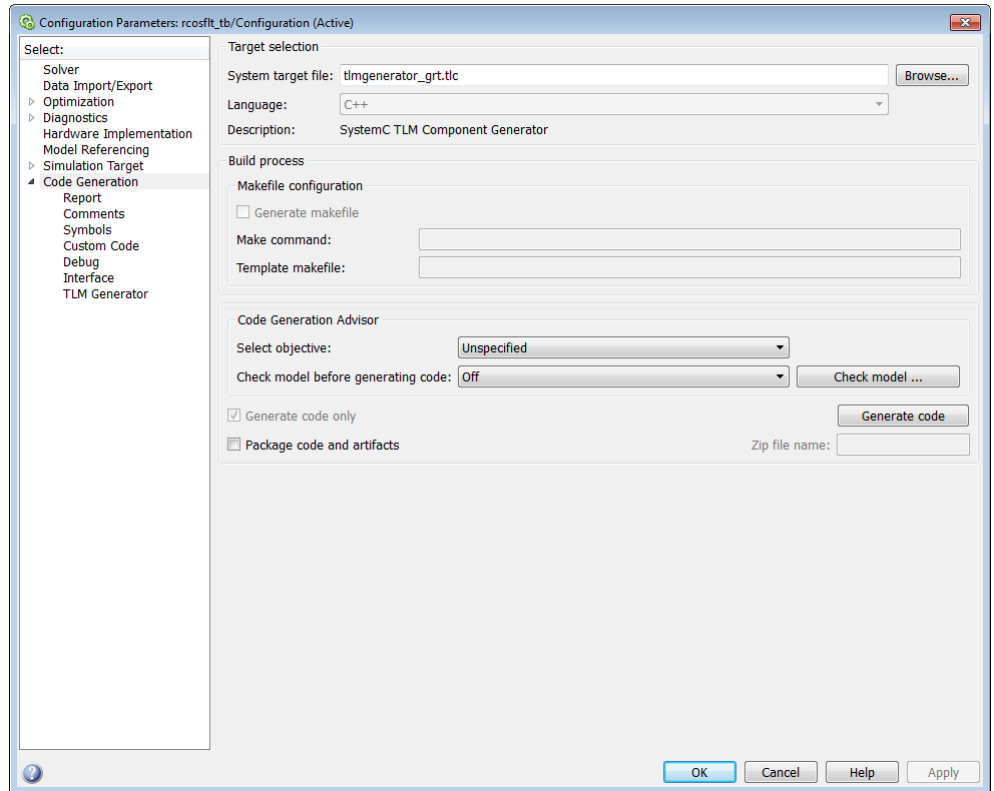 Configuration Parameters: rcosflt_tb/Configuration (Active)
Select:
Solver
Data Import/Export
Optimization
Diagnostics
Hardware Implementation
Model Referencing
Simulation Target
Code Generation
Report
Comments
Symbols
Custom Code
Debug
Interface
TLM Generator
Target selection
System target file: tlmgenerator_grt.tlc Browse...
Language: C++
Description: SystemC TLM Component Generator
Build process
Makefile configuration
Generate makefile
Make command:
Template makefile:
Code Generation Advisor
Select objective: Unspecified
Check model before generating code: Off Check model ...
Generate code only Generate code
Package code and artifacts Zip file name:
OK Cancel Help Apply